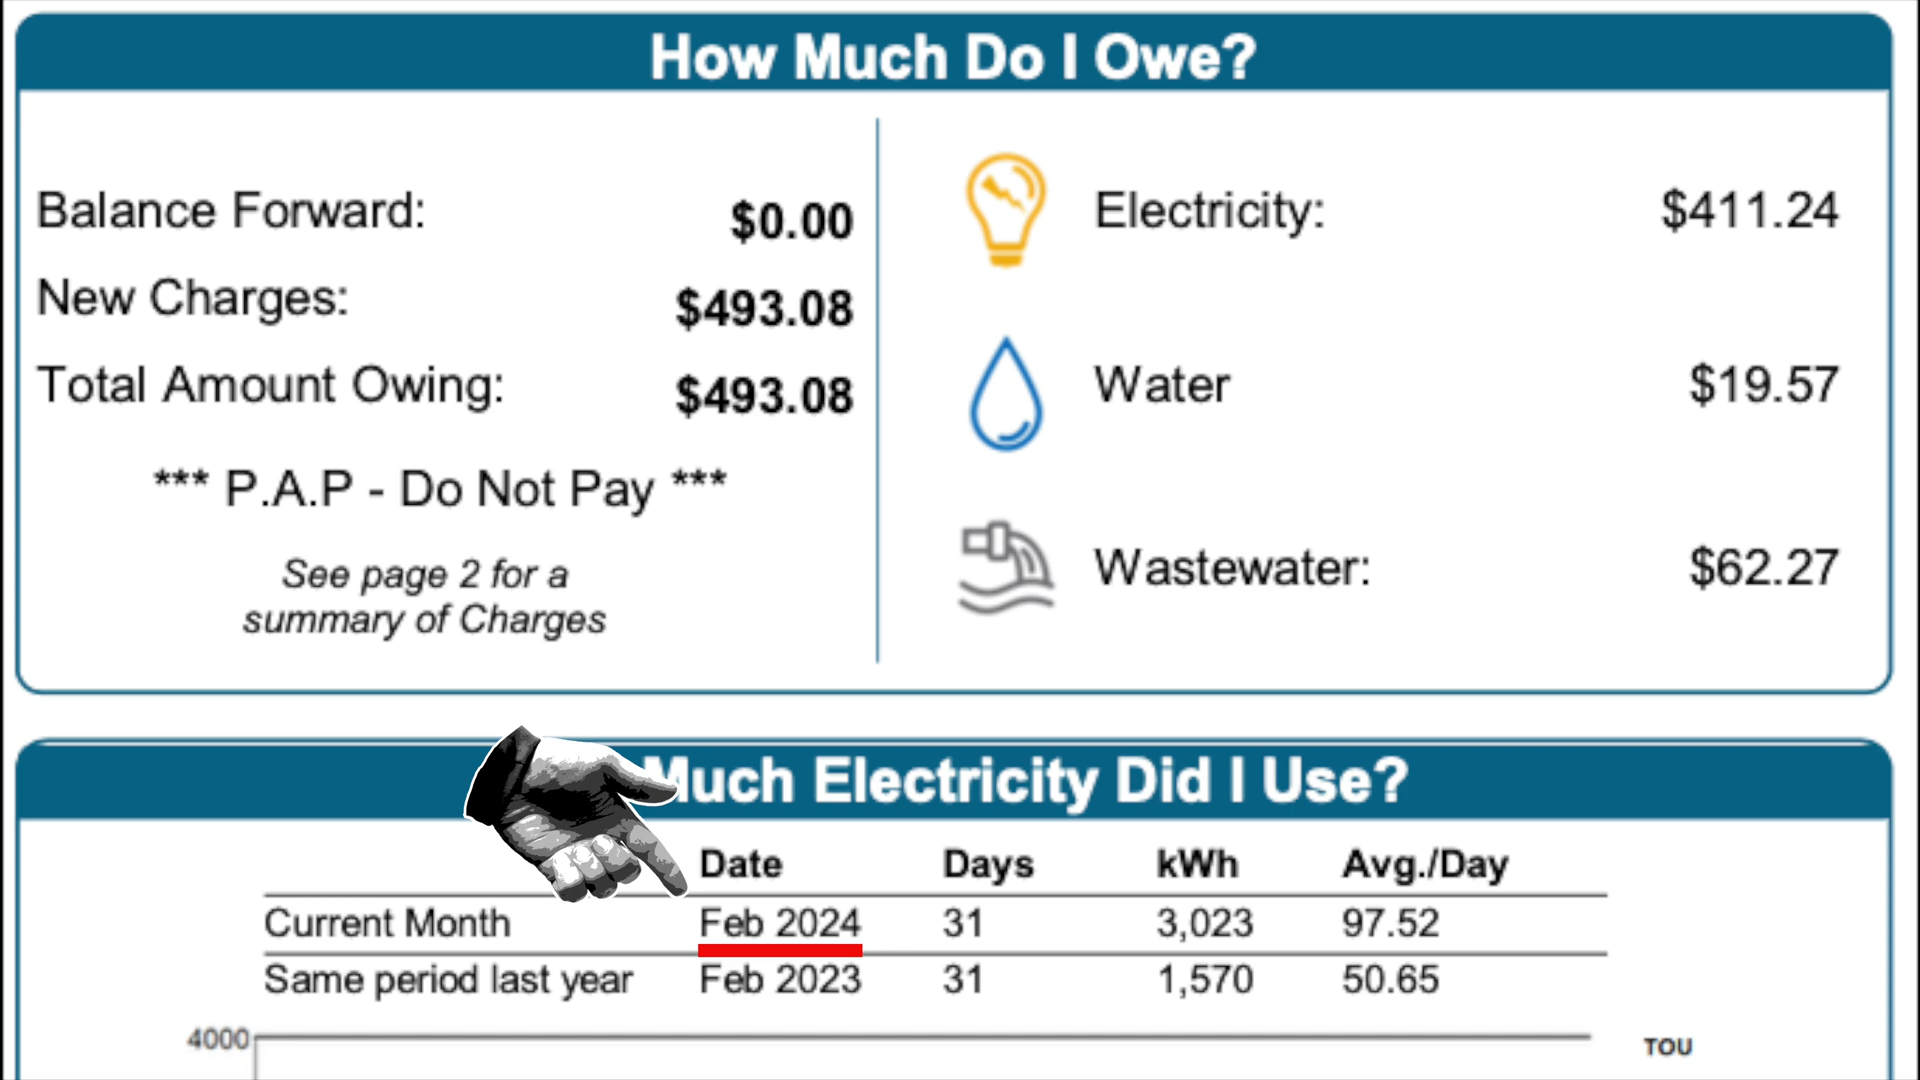 How Much Do I Owe?
Balance Forward: $0.00
New Charges: $493.08
Total Amount Owing: $493.08
*** P.A.P - Do Not Pay ***
See page 2 for a
summary of Charges
Electricity: $411.24
Water $19.57
Wastewater: $62.27
Much Electricity Did I Use?
Date Days kWh Avg./Day
Current Month Feb 2024 31 3,023 97.52
Same period last year Feb 2023 31 1,570 50.65
4000
TOU